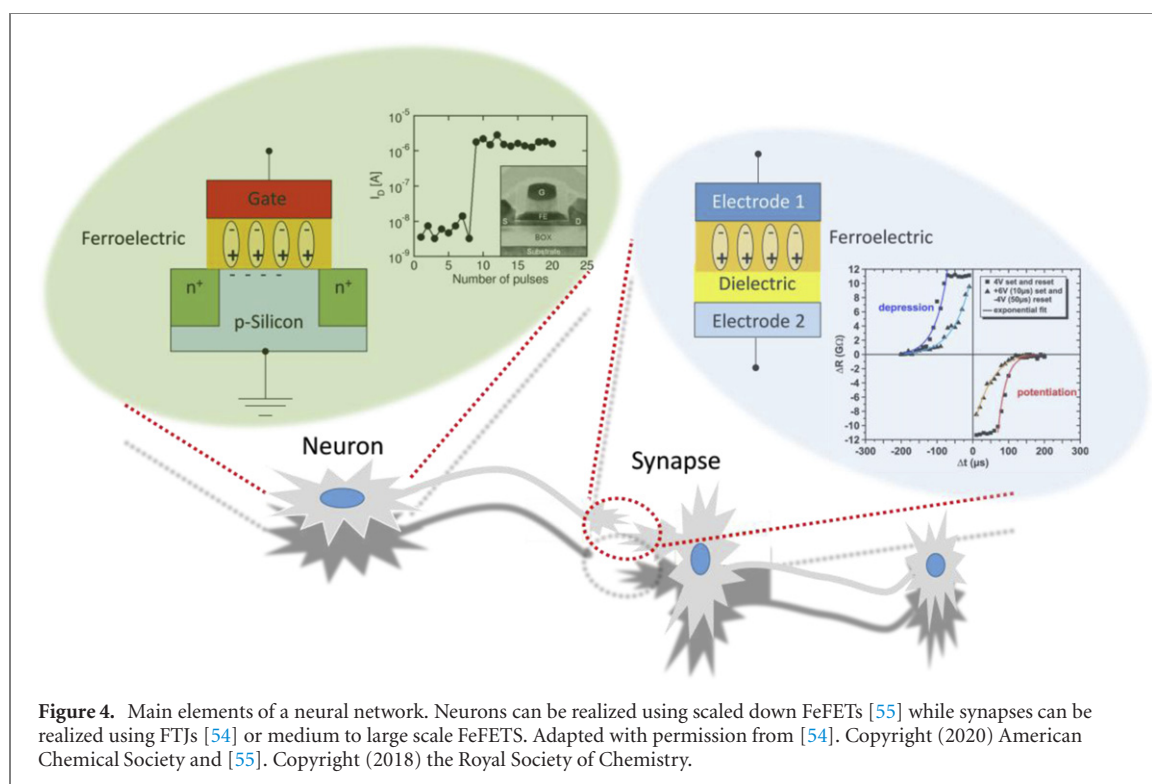 Gate
Ferroelectric
n+
n+
p-Silicon
10-5
10-6
10-7
10-8
10-9
ID [A]
0 5 10 15 20 25
Number of pulses
G
S
FE
D
BOX
Substrate
Electrode 1
Ferroelectric
Dielectric
Electrode 2
12
10
8
6
4
2
0
-2
-4
-6
-8
-10
-12
ΔR (GΩ)
depression
4V set and reset
+6V (10μs) set and
-4V (50μs) reset
exponential fit
potentiation
-300 -200 -100 0 100 200 300
Δt (μs)
Neuron
Synapse
Figure 4. Main elements of a neural network. Neurons can be realized using scaled down FeFETs [55] while synapses can be
realized using FTJs [54] or medium to large scale FeFETS. Adapted with permission from [54]. Copyright (2020) American
Chemical Society and [55]. Copyright (2018) the Royal Society of Chemistry.